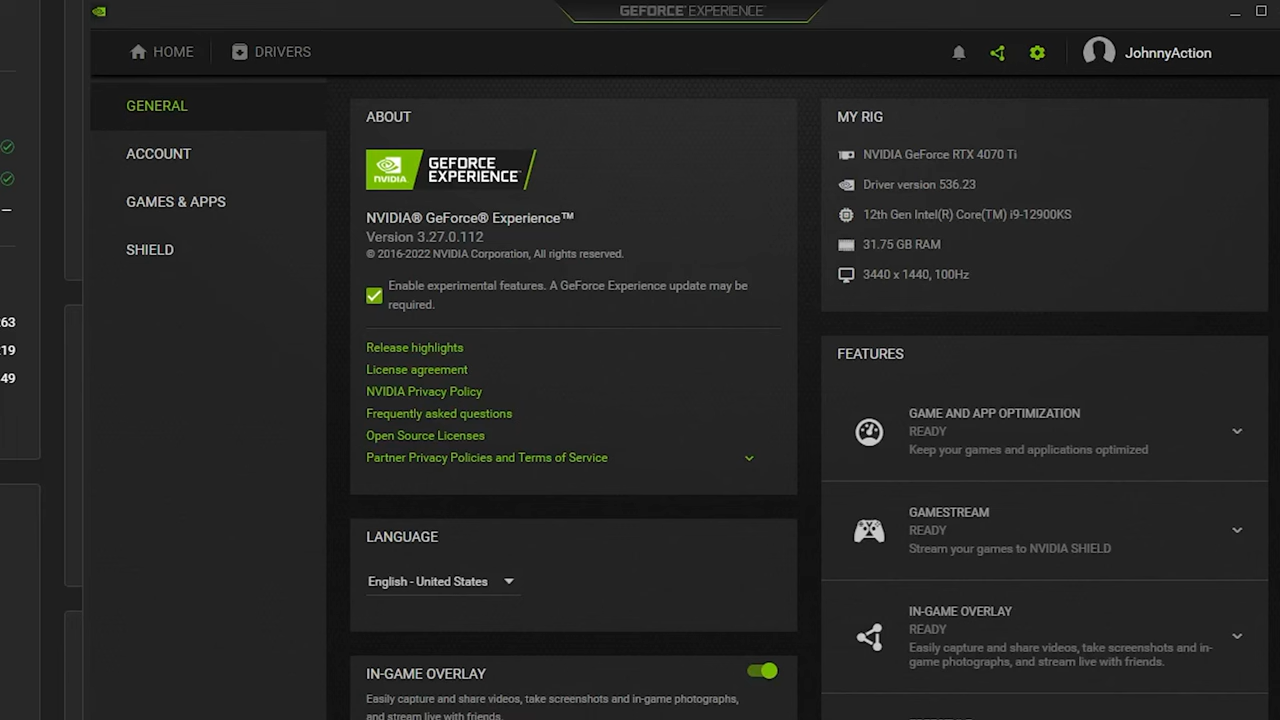 GEFORCE EXPERIENCE
HOME
DRIVERS
JohnnyAction
GENERAL
ACCOUNT
GAMES & APPS
SHIELD
63
19
49
ABOUT
NVIDIA
GEFORCE
EXPERIENCE
NVIDIA® GeForce® Experience™
Version 3.27.0.112
© 2016-2022 NVIDIA Corporation, All rights reserved.
Enable experimental features. A GeForce Experience update may be
required.
Release highlights
License agreement
NVIDIA Privacy Policy
Frequently asked questions
Open Source Licenses
Partner Privacy Policies and Terms of Service
LANGUAGE
English - United States
IN-GAME OVERLAY
Easily capture and share videos, take screenshots and in-game photographs,
and stream live with friends.
MY RIG
NVIDIA GeForce RTX 4070 Ti
Driver version 536.23
12th Gen Intel(R) Core(TM) i9-12900KS
31.75 GB RAM
3440 x 1440, 100Hz
FEATURES
GAME AND APP OPTIMIZATION
READY
Keep your games and applications optimized
GAMESTREAM
READY
Stream your games to NVIDIA SHIELD
IN-GAME OVERLAY
READY
Easily capture and share videos, take screenshots and in-
game photographs, and stream live with friends.